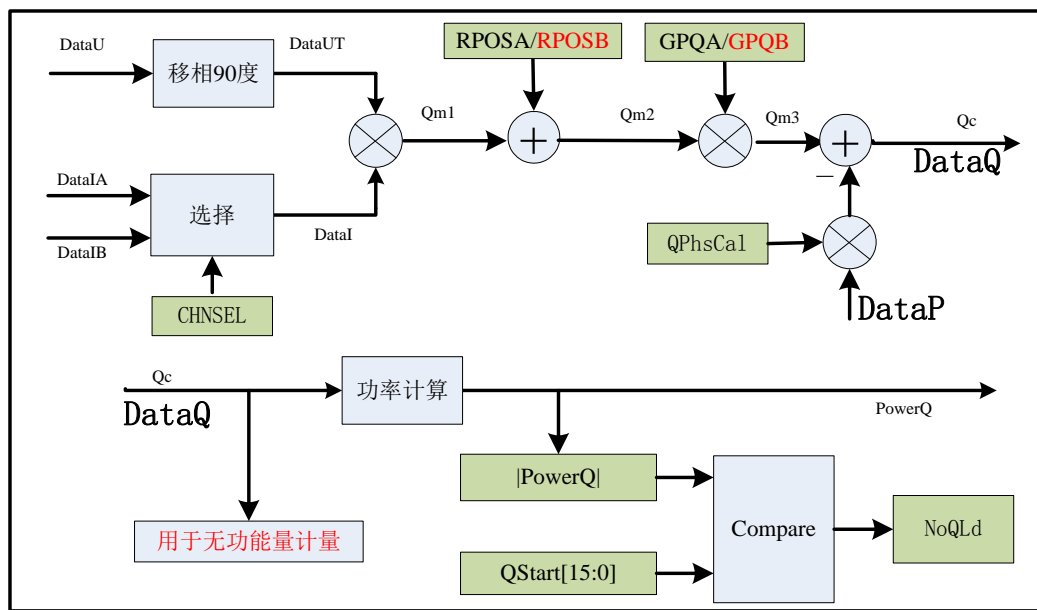 DataU
移相90度
DataUT
RPOSA/RPOSB
GPQA/GPQB
Qm1
Qm2
Qm3
Qc
DataQ
DataIA
选择
DataI
DataIB
QPhsCal
CHNSEL
DataP
Qc
DataQ
功率计算
PowerQ
|PowerQ|
Compare
NoQLd
用于无功能量计量
QStart[15:0]